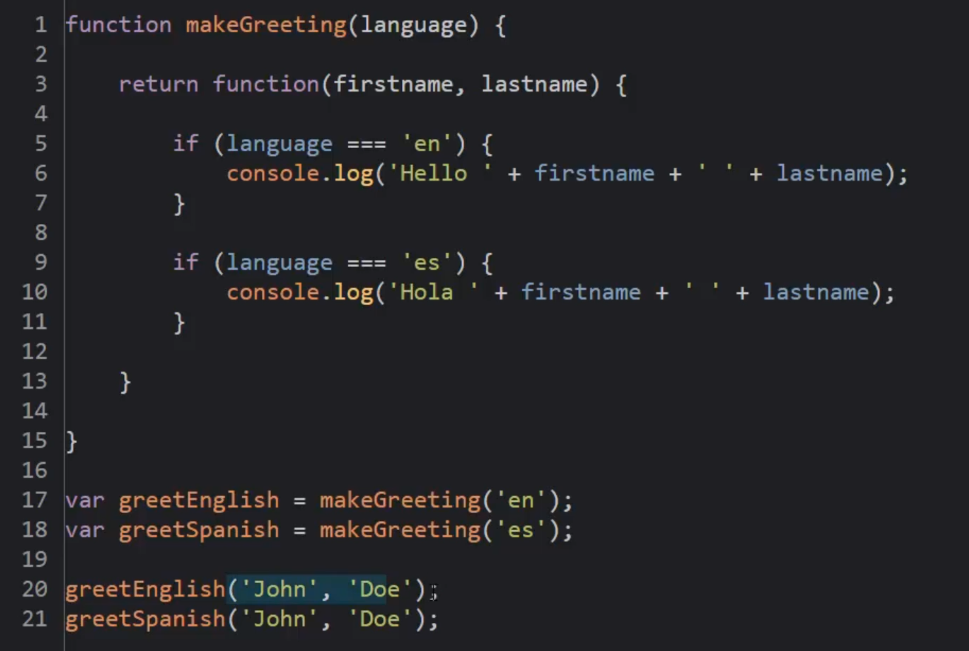 1 function makeGreeting(language) {
2
3     return function(firstname, lastname) {
4
5         if (language === 'en') {
6             console.log('Hello ' + firstname + ' ' + lastname);
7         }
8
9         if (language === 'es') {
10             console.log('Hola ' + firstname + ' ' + lastname);
11         }
12
13     }
14
15 }
16
17 var greetEnglish = makeGreeting('en');
18 var greetSpanish = makeGreeting('es');
19
20 greetEnglish('John', 'Doe');
21 greetSpanish('John', 'Doe');